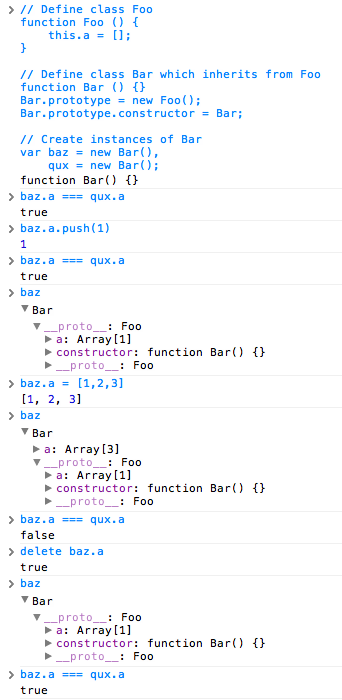 > // Define class Foo
function Foo () {
    this.a = [];
}
// Define class Bar which inherits from Foo
function Bar () {}
Bar.prototype = new Foo();
Bar.prototype.constructor = Bar;
// Create instances of Bar
var baz = new Bar(),
    qux = new Bar();
function Bar() {}
> baz.a === qux.a
true
> baz.a.push(1)
1
> baz.a === qux.a
true
> baz
▼Bar
▼__proto__: Foo
▶a: Array[1]
▶constructor: function Bar() {}
▶__proto__: Foo
> baz.a = [1,2,3]
[1, 2, 3]
> baz
▼Bar
▶a: Array[3]
▼__proto__: Foo
▶a: Array[1]
▶constructor: function Bar() {}
▶__proto__: Foo
> baz.a === qux.a
false
> delete baz.a
true
> baz
▼Bar
▼__proto__: Foo
▶a: Array[1]
▶constructor: function Bar() {}
▶__proto__: Foo
> baz.a === qux.a
true